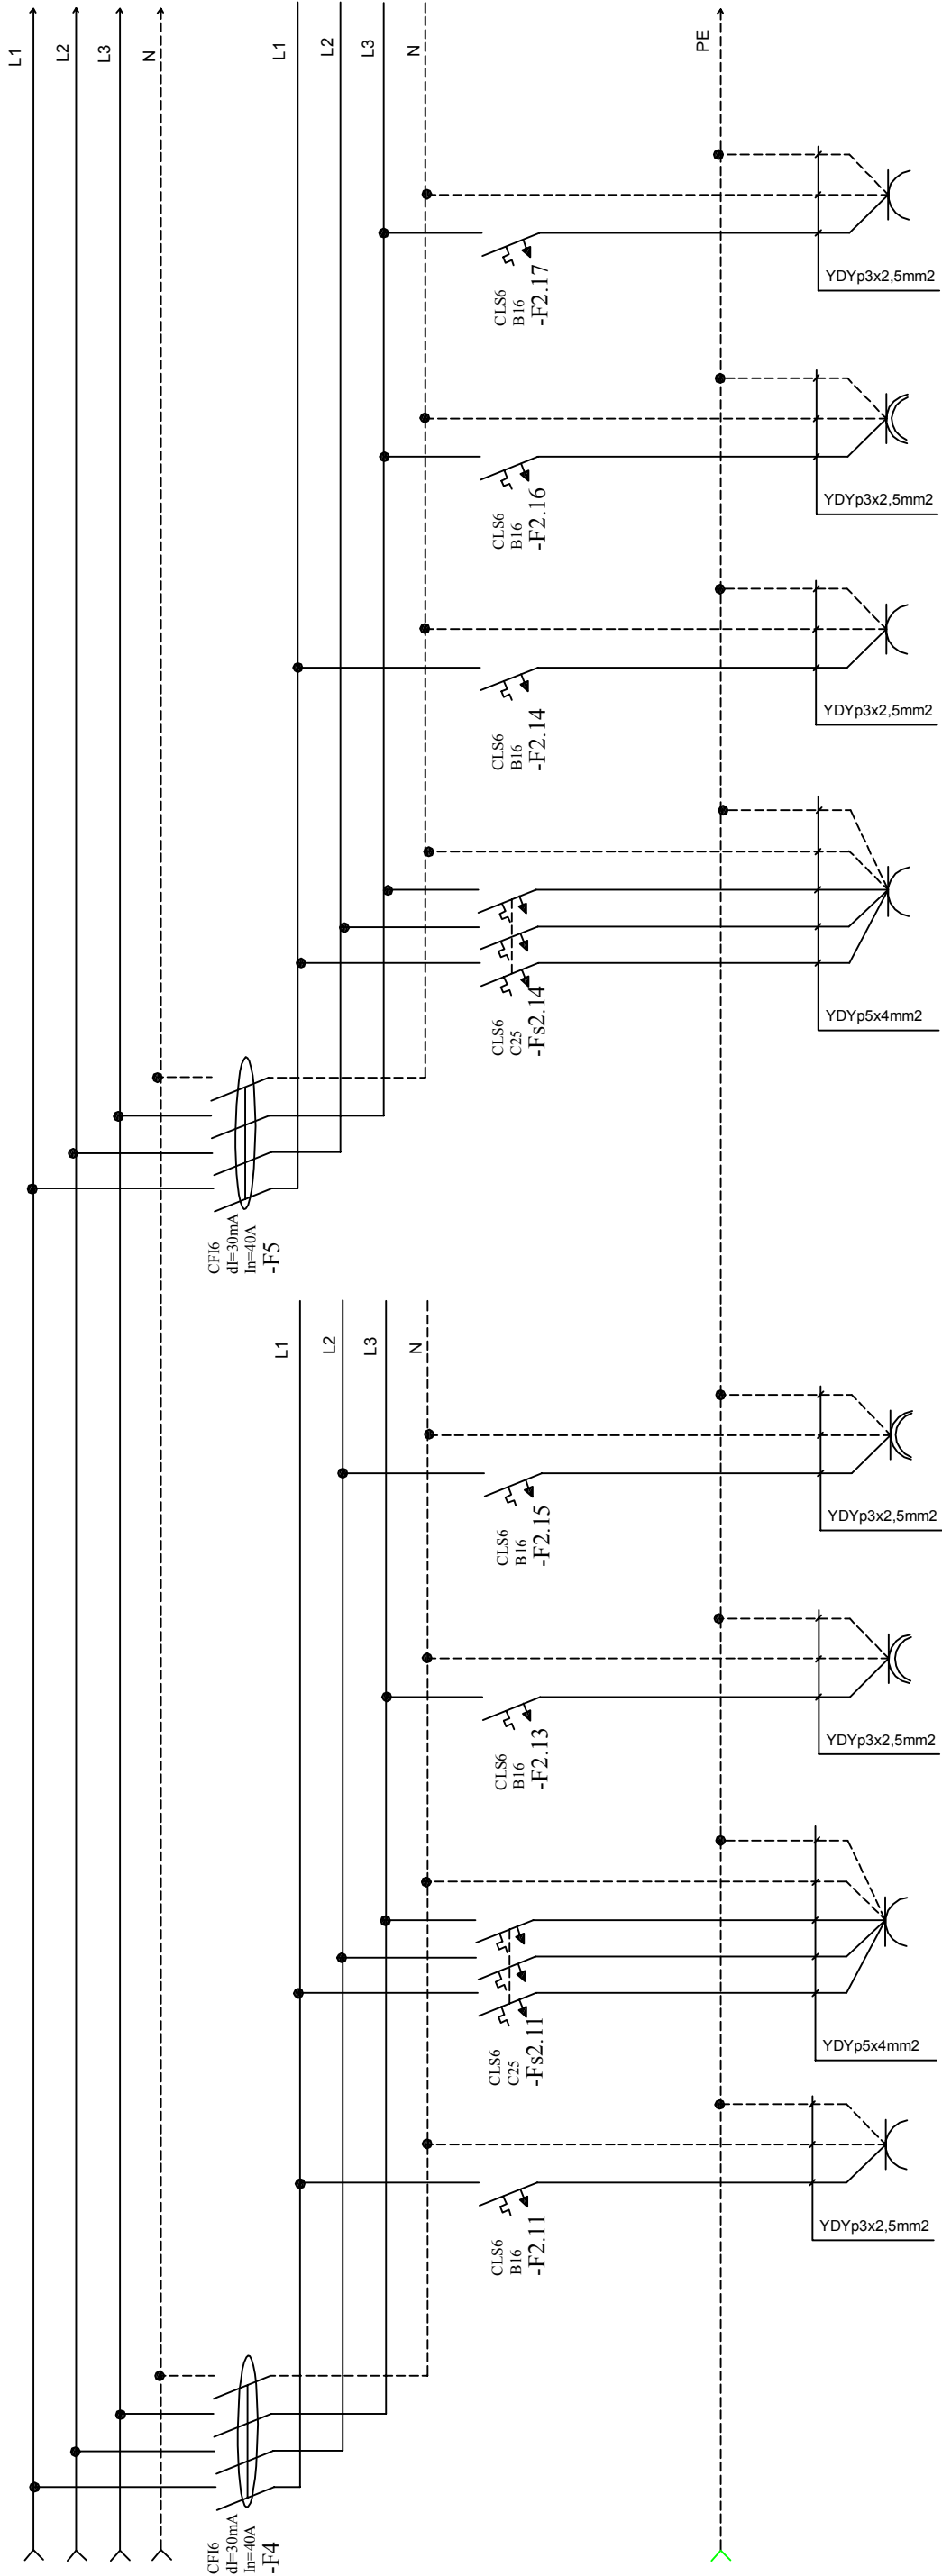 L1
L2
L3
N
CFI6
dI=30mA
In=40A
-F4
L1
L2
L3
N
CLS6
B16
-F2.11
YDYp3x2,5mm2
CLS6
C25
-Fs2.11
YDYp5x4mm2
CLS6
B16
-F2.13
YDYp3x2,5mm2
CLS6
B16
-F2.15
YDYp3x2,5mm2
CFI6
dI=30mA
In=40A
-F5
L1
L2
L3
N
PE
CLS6
C25
-Fs2.14
YDYp5x4mm2
CLS6
B16
-F2.14
YDYp3x2,5mm2
CLS6
B16
-F2.16
YDYp3x2,5mm2
CLS6
B16
-F2.17
YDYp3x2,5mm2